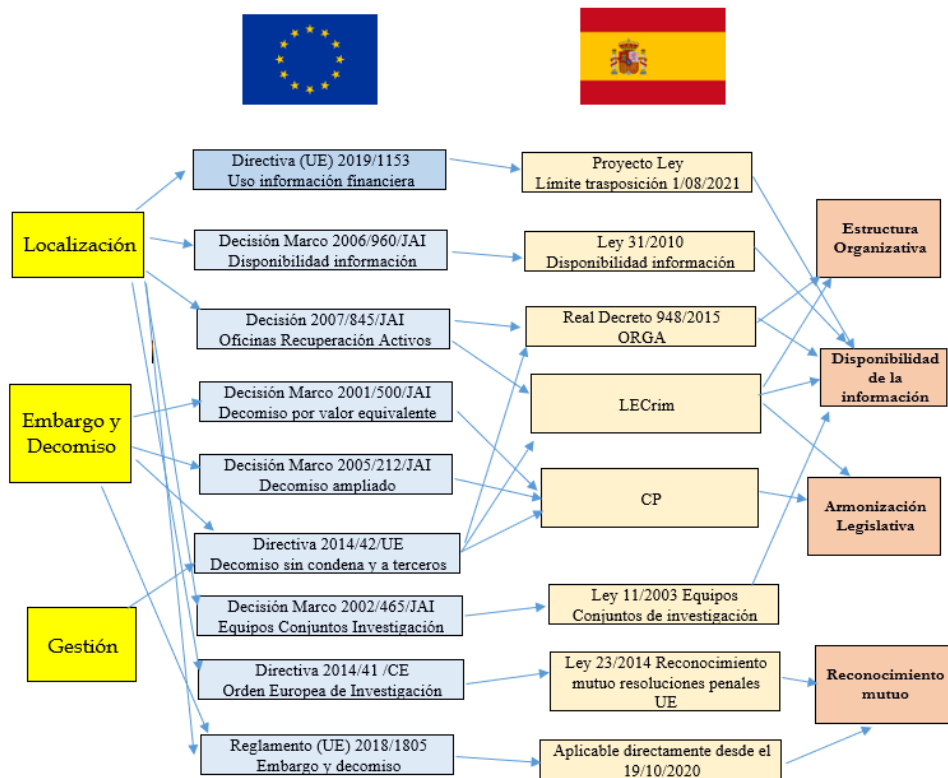 Localización
Embargo y
Decomiso
Gestión
Directiva (UE) 2019/1153
Uso información financiera
Decisión Marco 2006/960/JAI
Disponibilidad información
Decisión 2007/845/JAI
Oficinas Recuperación Activos
Decisión Marco 2001/500/JAI
Decomiso por valor equivalente
Decisión Marco 2005/212/JAI
Decomiso ampliado
Directiva 2014/42/UE
Decomiso sin condena y a terceros
Decisión Marco 2002/465/JAI
Equipos Conjuntos Investigación
Directiva 2014/41 /CE
Orden Europea de Investigación
Reglamento (UE) 2018/1805
Embargo y decomiso
Proyecto Ley
Límite trasposición 1/08/2021
Ley 31/2010
Disponibilidad información
Real Decreto 948/2015
ORGA
LECrim
CP
Ley 11/2003 Equipos
Conjuntos de investigación
Ley 23/2014 Reconocimiento
mutuo resoluciones penales
UE
Aplicable directamente desde el
19/10/2020
Estructura
Organizativa
Disponibilidad
de la
información
Armonización
Legislativa
Reconocimiento
mutuo